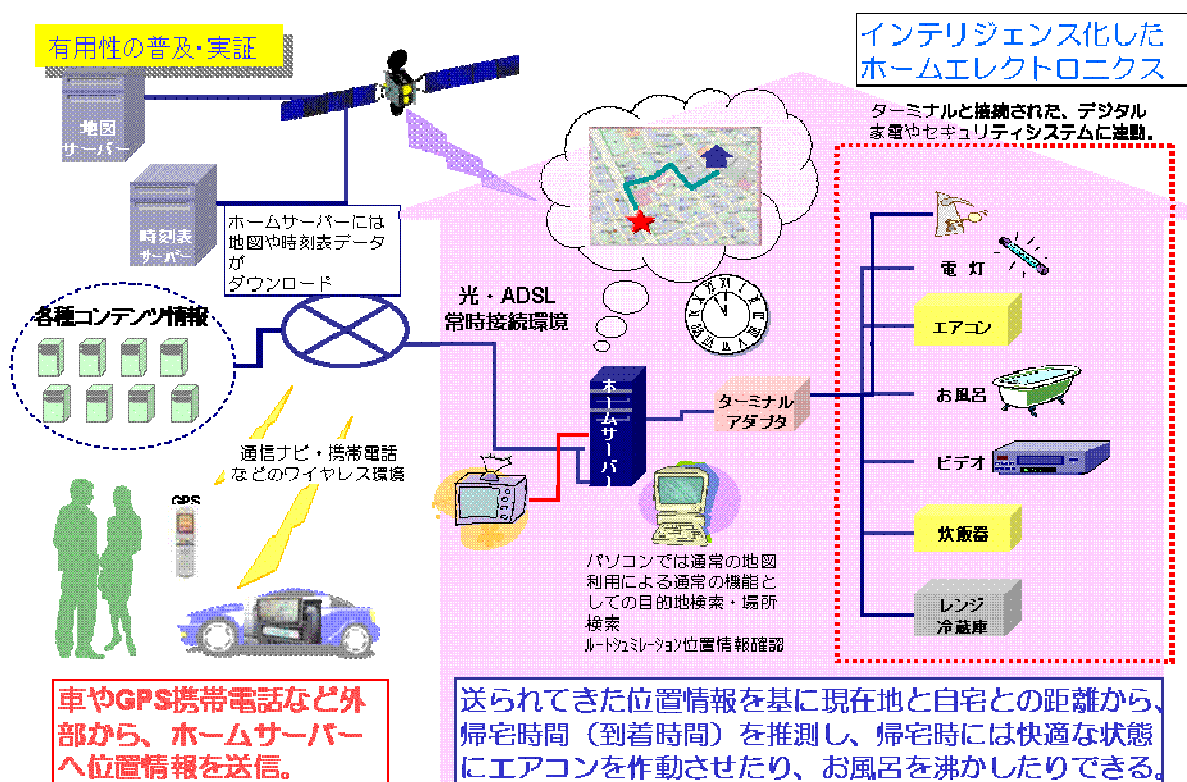 有用性の普及・実証
インテリジェンス化した
ホームエレクトロニクス
ターミナルと接続された、デジタル
家電やセキュリティシステムに連動。
地図
サーバー
時刻表
サーバー
ホームサーバーには
地図や時刻表データ
が
ダウンロード
各種コンテンツ情報
光・ADSL
常時接続環境
通信ナビ・携帯電話
などのワイヤレス環境
GPS
ホームサーバー
ターミナル
アダプタ
電灯
エアコン
お風呂
ビデオ
炊飯器
レンジ
冷蔵庫
パソコンでは通常の地図
利用による通常の機能と
しての目的地検索・場所
検索
ルートシュミレーション位置情報確認
車やGPS携帯電話など外
部から、ホームサーバー
へ位置情報を送信。
送られてきた位置情報を基に現在地と自宅との距離から、
帰宅時間（到着時間）を推測し、帰宅時には快適な状態
にエアコンを作動させたり、お風呂を沸かしたりできる。